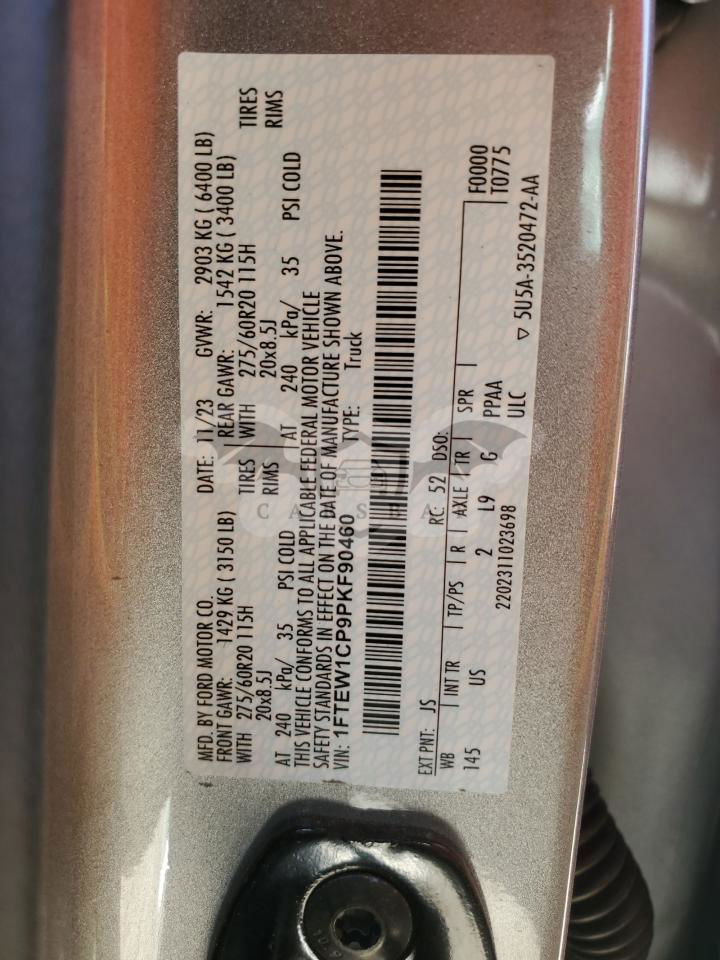 MFD. BY FORD MOTOR CO. DATE: 11/23 GVWR: 2903 KG ( 6400 LB)
FRONT GAWR: 1429 KG ( 3150 LB) REAR GAWR: 1542 KG ( 3400 LB)
WITH 275/60R20 115H TIRES WITH 275/60R20 115H TIRES
20x8.5J RIMS 20x8.5J RIMS
AT 240 kPa/ 35 PSI COLD AT 240 kPa/ 35 PSI COLD
THIS VEHICLE CONFORMS TO ALL APPLICABLE FEDERAL MOTOR VEHICLE
SAFETY STANDARDS IN EFFECT ON THE DATE OF MANUFACTURE SHOWN ABOVE.
VIN: 1FTEW1CP9PKF90460 TYPE: Truck
EXT PNT: JS RC: 52 DSO: F0000
WB INT TR TP/PS R AXLE TR SPR T0775
145 US 2 L9 G PPAA
2202311023698 ULC
▽ 5U5A-3520472-AA